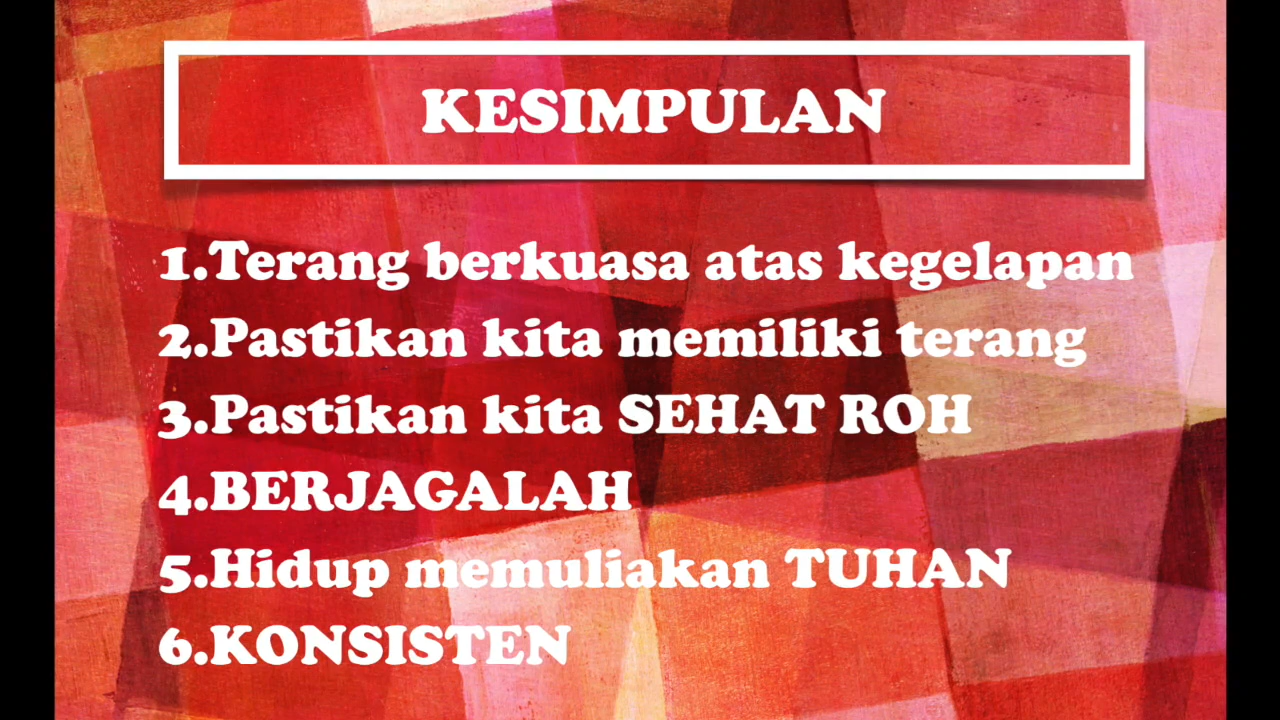 KESIMPULAN
1.Terang berkuasa atas kegelapan
2.Pastikan kita memiliki terang
3.Pastikan kita SEHAT ROH
4.BERJAGALAH
5.Hidup memuliakan TUHAN
6.KONSISTEN